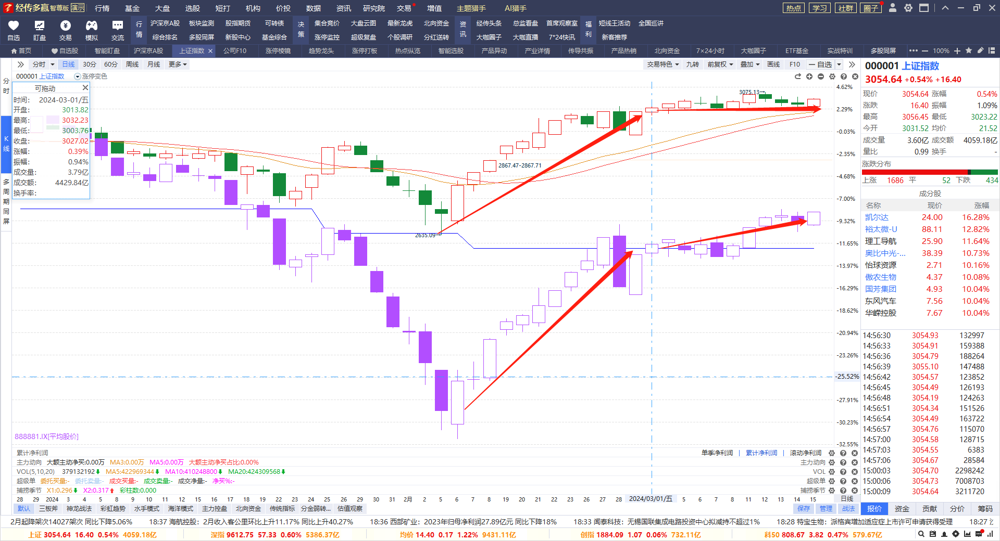 经传多赢 智尊版 演示 行情 基金 大盘 选股 短打 机构 价投 数据 资讯 研究院 交易 增值 主题猎手 AI猎手 热点 学习 社群 圈子
自选 盯盘 交易 模拟 交流
行情 沪深京A股 板块监测 股指期货 可转债 决策 集合竞价 大盘云图 最新龙虎 北向资金 资讯 经传头条 总监看盘 首席观察室 福利 短线王活动 全国巡讲
综合排名 多股同屏 新股中心 基金综合 涨停监控 超级复盘 个股调研 分红送转 大咖圈子 大咖直播 7*24快讯 新客推荐
首页 自选股 智能盯盘 沪深京A股 上证指数 公司F10 涨停棱镜 趋势龙头 涨停打板 热点纵览 智能选股 产品异动 产业详情 传导共振 产品热销 北向资金 7×24小时 大咖圈子 ETF基金 实战特训 多股同屏 100%
分时 日线 30分 60分 周线 月线 更多 交易特色 九转 前复权 叠加 画线 F10 自选
分时
K线
多周期同屏
000001 上证指数 涨停变色
可拖动
时间: 2024-03-01/五
开盘: 3013.82
最高: 3032.23
最低: 3003.76
收盘: 3027.02
涨幅: 0.39%
振幅: 0.94%
成交量: 3.79亿
成交额: 4429.84亿
换手率:
3075.13
2867.47-2867.71
2635.09
4.62%
2.29%
-0.03%
-2.35%
-4.68%
-7.00%
-9.32%
-11.65%
-13.97%
-16.29%
-18.62%
-20.94%
-23.26%
-25.52%
-27.91%
-30.23%
-32.55%
888881.IX[平均股价]
累计净利润 单季净利润 累计净利润 滚动净利润
主力动向 大额主动净买:0.00万 MA3:0.00万 MA5:0.00万 大额主动净买占比:0.00% 主力动向
VOL(5,10,20) 379132192 MA5:422969344 MA10:410248800 MA20:424309568 VOL
超级单 委托买量:- 委托卖量:- 成交买量:- 成交卖量:- 成交净量:- 净买%:- 超级单
捕捞季节 X1:0.296 X2:0.317 彩柱数:0.000 捕捞季节
28 29 2024 3 4 5 8 9 10 11 12 15 16 17 18 19 22 23 24 25 26 29 30 31 2月 2 5 6 7 8 19 20 21 22 23 26 27 28 2024/03/01/五 5 6 7 8 11 12 13 14 15 日线
默认 三板斧 神龙战法 彩虹趋势 水手模式 海洋模式 主力控盘 北向资金 传统指标 分金弱转... 估值观察 保存 管理 战法
000001 上证指数
3054.64 +0.54% +16.40
现价 3054.64 涨幅 0.54%
涨跌 16.40 振幅 1.09%
最高 3056.45 最低 3023.22
今开 3031.52 均价 21.52
成交量 3.60亿 成交额 4059.18亿
量比 0.99 换手 -
涨跌分布
上涨 1686 平 52 下跌 434
成分股
名称 现价 涨幅
凯尔达 24.00 16.28%
裕太微-U 88.11 12.82%
理工导航 25.90 11.64%
奥比中光-... 38.39 10.73%
怡球资源 2.71 10.16%
傲农生物 4.37 10.08%
国芳集团 4.93 10.04%
东风汽车 7.56 10.04%
华嵘控股 7.67 10.04%
14:56:30 3054.93 132997
14:56:33 3054.91 159388
14:56:36 3054.79 188264
14:56:39 3055.10 147488
14:56:42 3054.57 123852
14:56:45 3054.49 126193
14:56:48 3054.19 124263
14:56:51 3054.34 151526
14:56:54 3054.49 163722
14:56:57 3054.76 115070
14:57:00 3054.58 128715
14:57:03 3054.55 6383
14:57:06 3054.67 28584
15:00:03 3054.70 2298242
15:00:06 3054.73 7008703
15:00:09 3054.64 3211720
报价 资金 贡献 分价 筹码
2月起降架次14027架次 同比下降5.06% 18:37 海航控股：2月收入客公里环比上升11.17% 同比上升40.27% 18:36 西部矿业：2023年归母净利润27.89亿元 同比下降18% 18:33 闻泰科技：无锡国联集成电路投资中心拟减持不超过1% 18:28 特宝生物：派格宾增加适应症上市许可申请获得受理 18:27
上证 3054.64 16.40 0.54% 4059.18亿 深指 9612.75 57.33 0.60% 5386.37亿 均价 14.40 0.17 1.22% 9431.11亿 创指 1884.09 1.07 0.06% 732.11亿 科50 808.67 3.82 0.47% 579.67亿